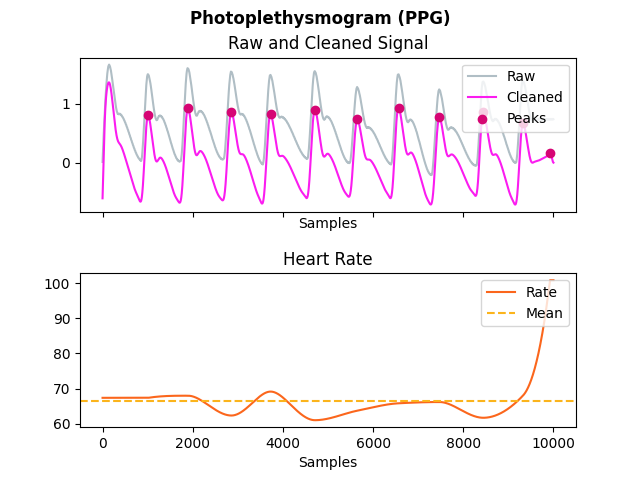 Photoplethysmogram (PPG)
Raw and Cleaned Signal
Raw
Cleaned
Peaks
1
0
Samples
Heart Rate
Rate
Mean
100
90
80
70
60
0 2000 4000 6000 8000 10000
Samples